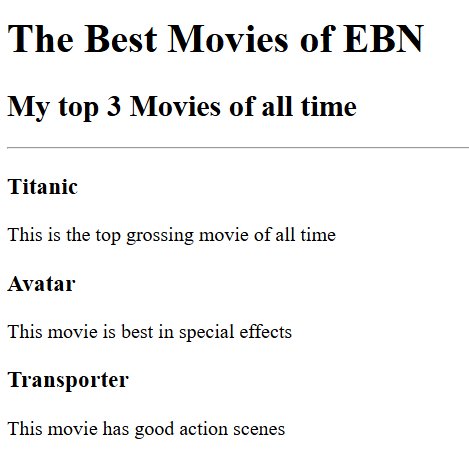 The Best Movies of EBN
My top 3 Movies of all time
Titanic
This is the top grossing movie of all time
Avatar
This movie is best in special effects
Transporter
This movie has good action scenes